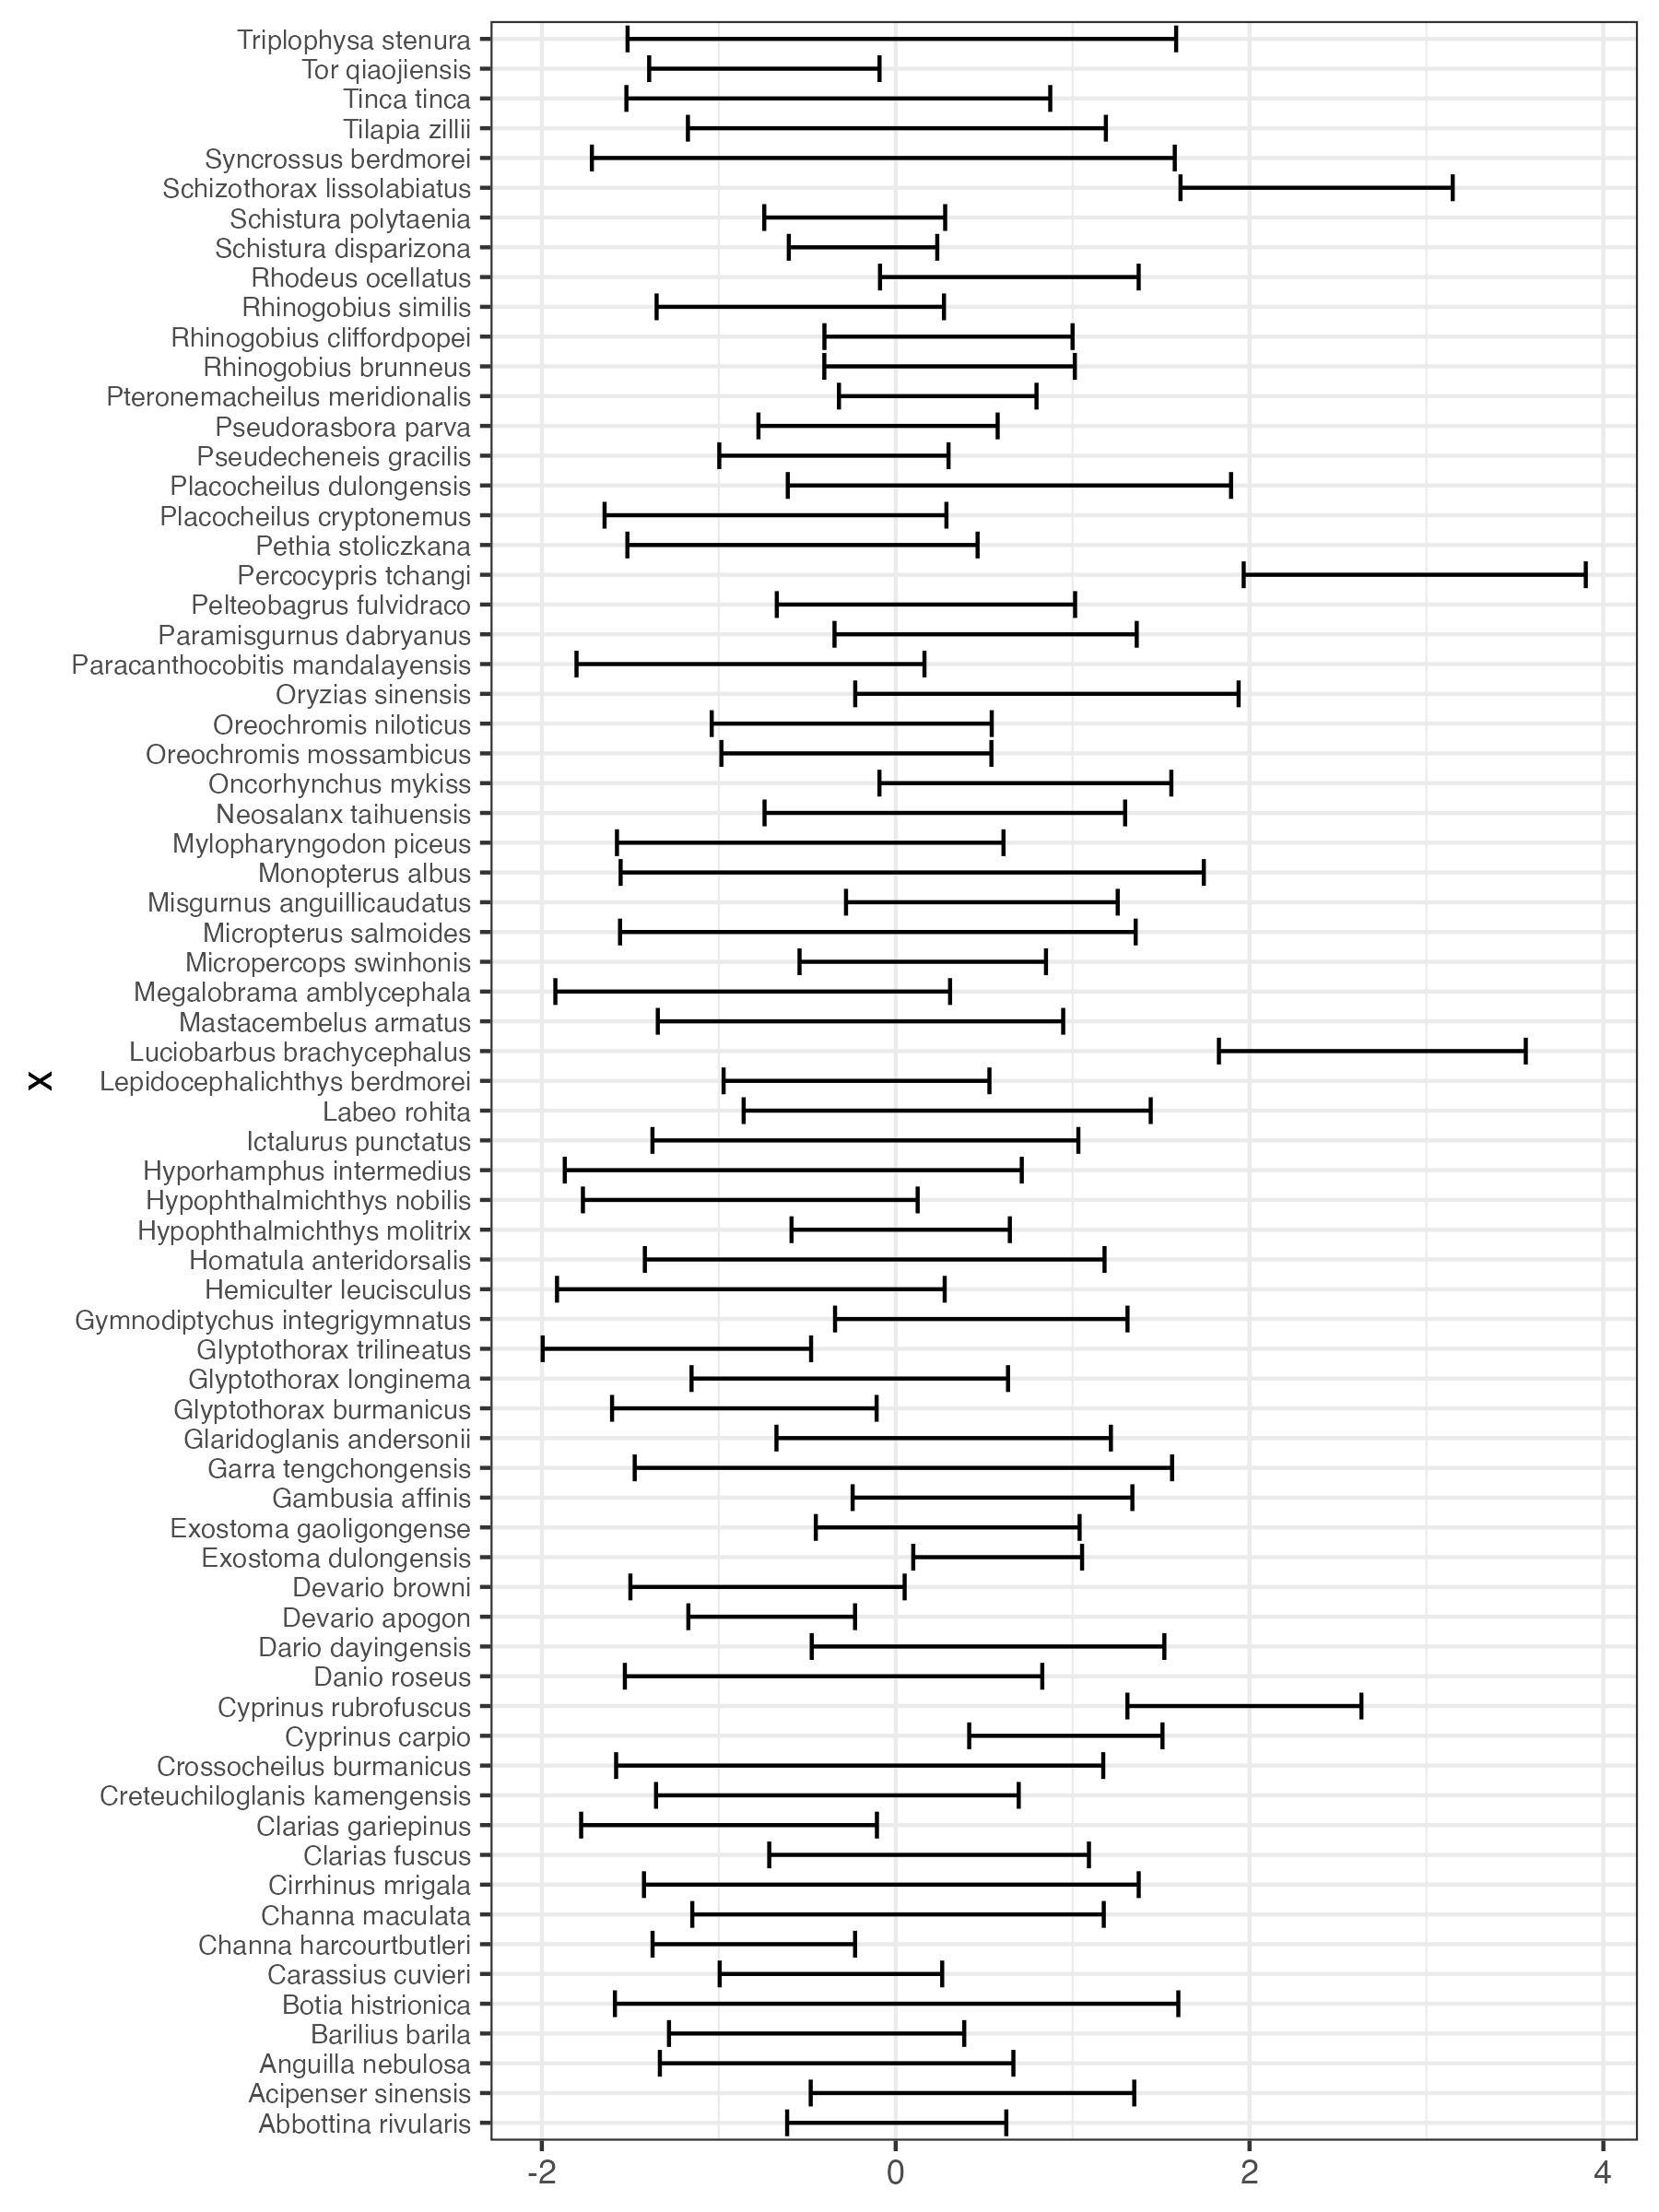 Triplophysa stenura
Tor qiaojiensis
Tinca tinca
Tilapia zillii
Syncrossus berdmorei
Schizothorax lissolabiatus
Schistura polytaenia
Schistura disparizona
Rhodeus ocellatus
Rhinogobius similis
Rhinogobius cliffordpopei
Rhinogobius brunneus
Pteronemacheilus meridionalis
Pseudorasbora parva
Pseudecheneis gracilis
Placocheilus dulongensis
Placocheilus cryptonemus
Pethia stoliczkana
Percocypris tchangi
Pelteobagrus fulvidraco
Paramisgurnus dabryanus
Paracanthocobitis mandalayensis
Oryzias sinensis
Oreochromis niloticus
Oreochromis mossambicus
Oncorhynchus mykiss
Neosalanx taihuensis
Mylopharyngodon piceus
Monopterus albus
Misgurnus anguillicaudatus
Micropterus salmoides
Micropercops swinhonis
Megalobrama amblycephala
Mastacembelus armatus
Luciobarbus brachycephalus
X
Lepidocephalichthys berdmorei
Labeo rohita
Ictalurus punctatus
Hyporhamphus intermedius
Hypophthalmichthys nobilis
Hypophthalmichthys molitrix
Homatula anteridorsalis
Hemiculter leucisculus
Gymnodiptychus integrigymnatus
Glyptothorax trilineatus
Glyptothorax longinema
Glyptothorax burmanicus
Glaridoglanis andersonii
Garra tengchongensis
Gambusia affinis
Exostoma gaoligongense
Exostoma dulongensis
Devario browni
Devario apogon
Dario dayingensis
Danio roseus
Cyprinus rubrofuscus
Cyprinus carpio
Crossocheilus burmanicus
Creteuchiloglanis kamengensis
Clarias gariepinus
Clarias fuscus
Cirrhinus mrigala
Channa maculata
Channa harcourtbutleri
Carassius cuvieri
Botia histrionica
Barilius barila
Anguilla nebulosa
Acipenser sinensis
Abbottina rivularis
-2 0 2 4